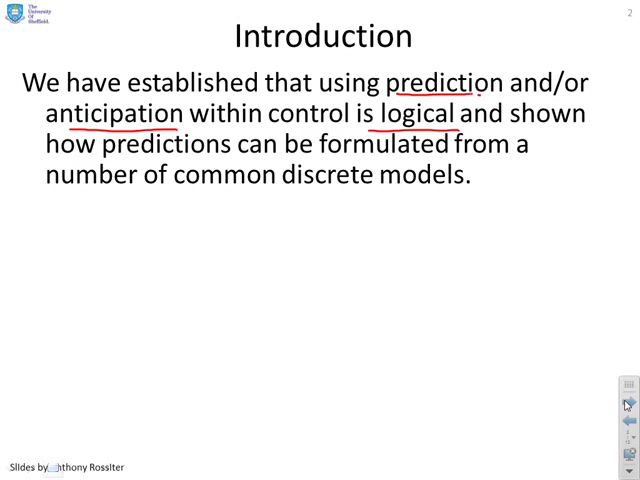 The
University
Of
Sheffield.
2
Introduction
We have established that using prediction and/or
anticipation within control is logical and shown
how predictions can be formulated from a
number of common discrete models.
Slides by Anthony Rossiter